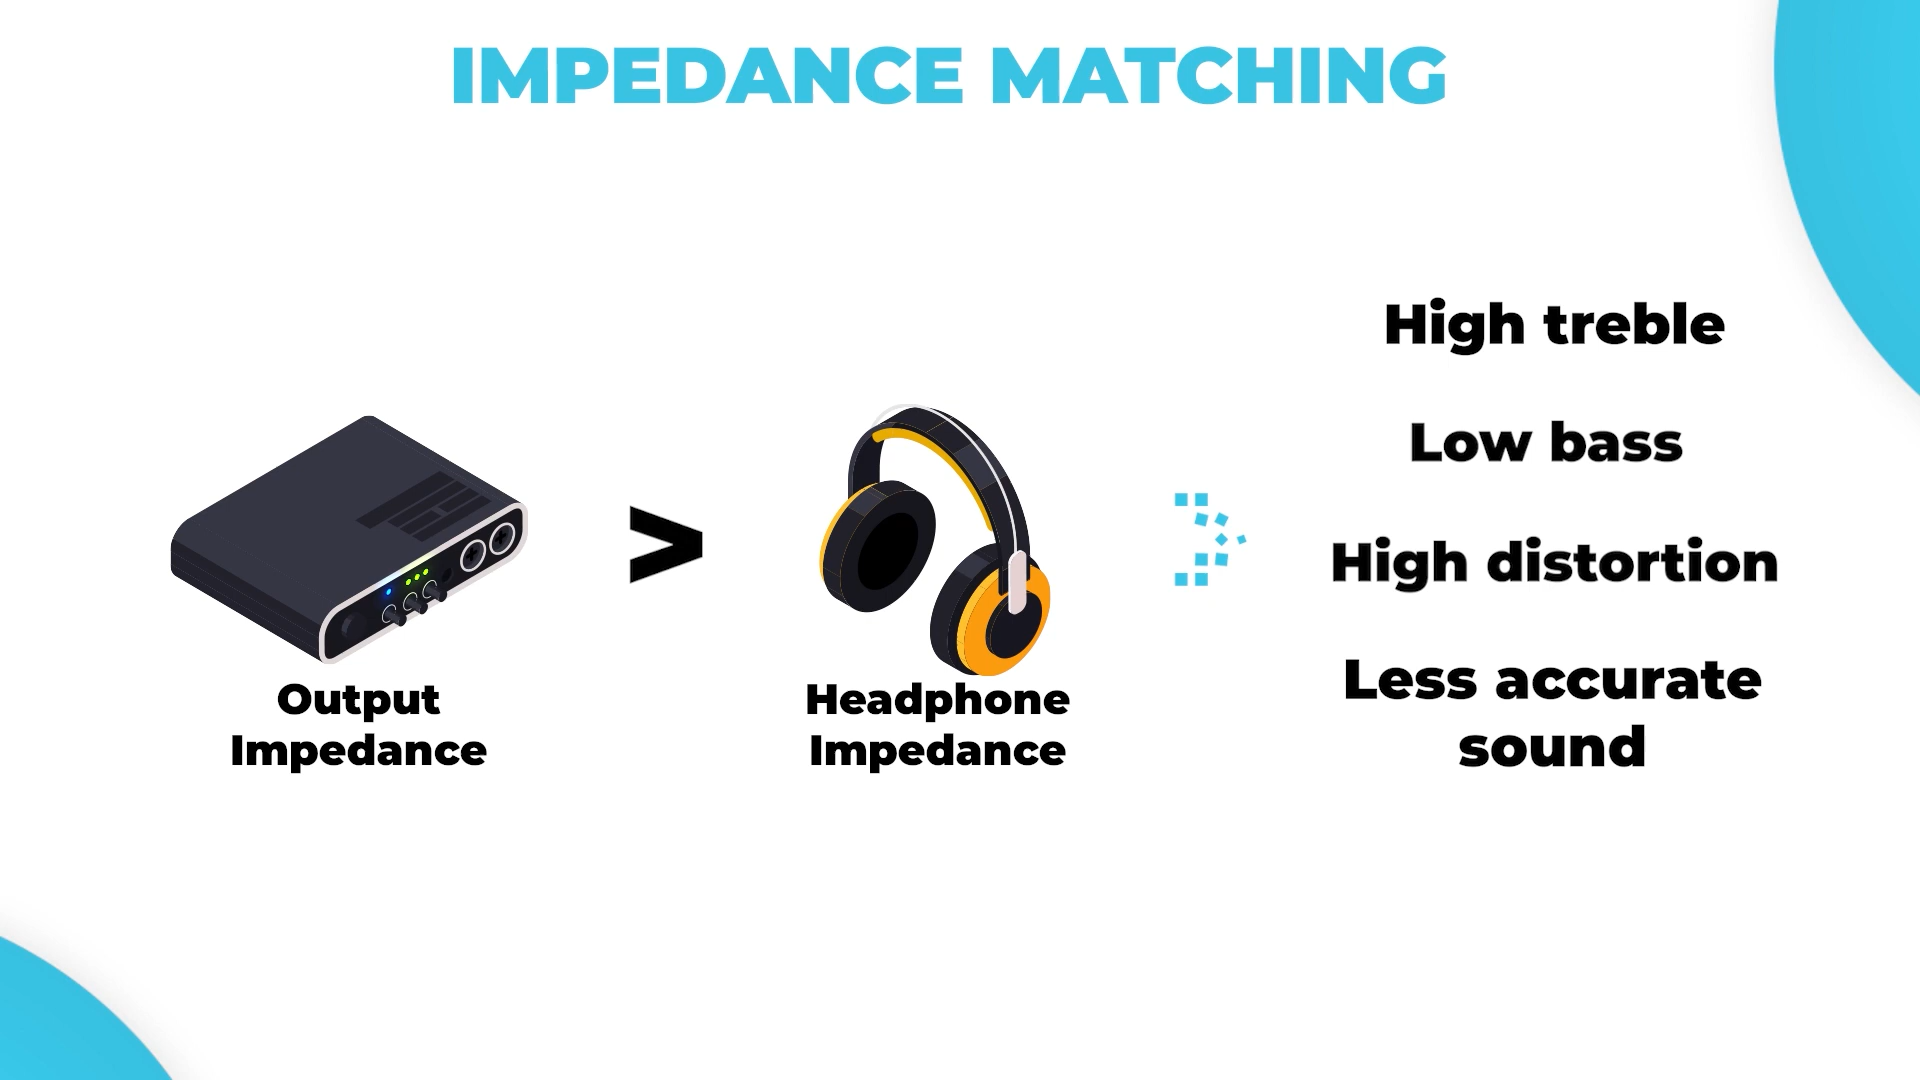 IMPEDANCE MATCHING
High treble
Low bass
>
High distortion
Less accurate
sound
Output
Impedance
Headphone
Impedance